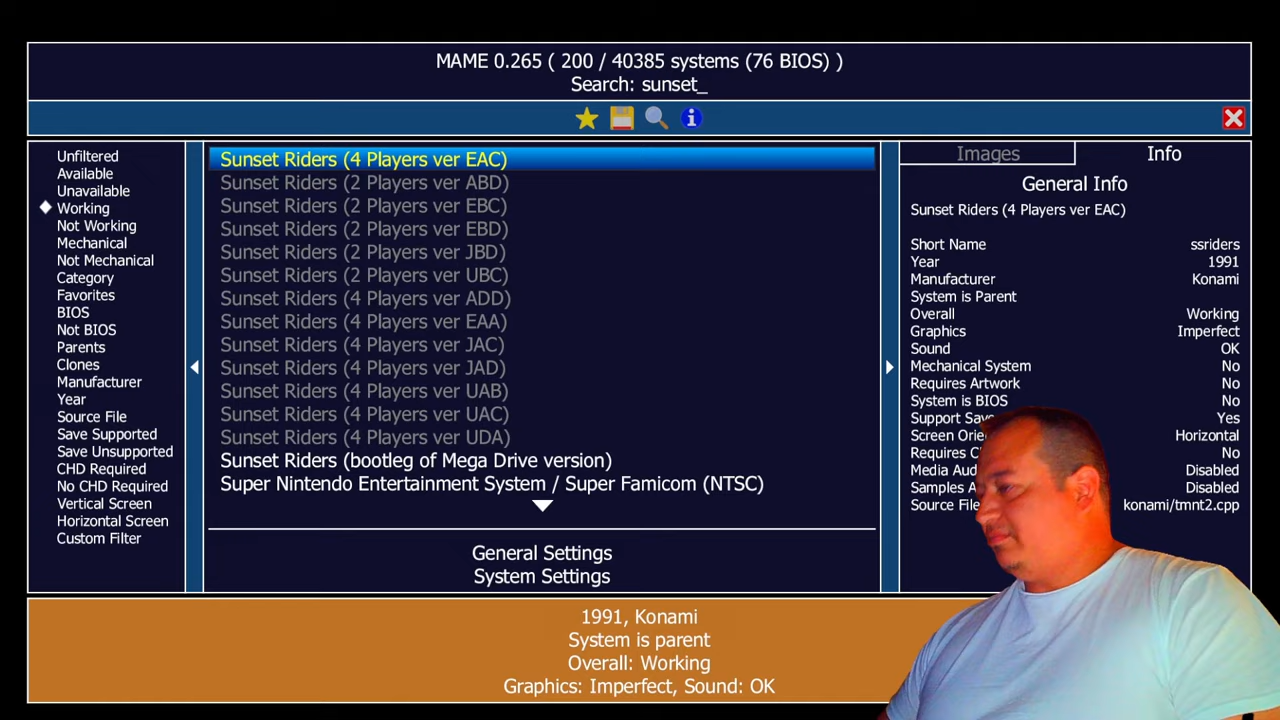 MAME 0.265 ( 200 / 40385 systems (76 BIOS) )
Search: sunset_
Unfiltered
Available
Unavailable
Working
Not Working
Mechanical
Not Mechanical
Category
Favorites
BIOS
Not BIOS
Parents
Clones
Manufacturer
Year
Source File
Save Supported
Save Unsupported
CHD Required
No CHD Required
Vertical Screen
Horizontal Screen
Custom Filter
Sunset Riders (4 Players ver EAC)
Sunset Riders (2 Players ver ABD)
Sunset Riders (2 Players ver EBC)
Sunset Riders (2 Players ver EBD)
Sunset Riders (2 Players ver JBD)
Sunset Riders (2 Players ver UBC)
Sunset Riders (4 Players ver ADD)
Sunset Riders (4 Players ver EAA)
Sunset Riders (4 Players ver JAC)
Sunset Riders (4 Players ver JAD)
Sunset Riders (4 Players ver UAB)
Sunset Riders (4 Players ver UAC)
Sunset Riders (4 Players ver UDA)
Sunset Riders (bootleg of Mega Drive version)
Super Nintendo Entertainment System / Super Famicom (NTSC)
General Settings
System Settings
Images Info
General Info
Sunset Riders (4 Players ver EAC)
Short Name ssriders
Year 1991
Manufacturer Konami
System is Parent
Overall Working
Graphics Imperfect
Sound OK
Mechanical System No
Requires Artwork No
System is BIOS No
Support Yes
Screen Horizontal
Requires No
Media Disabled
Samples Disabled
Source File konami/tmnt2.cpp
1991, Konami
System is parent
Overall: Working
Graphics: Imperfect, Sound: OK